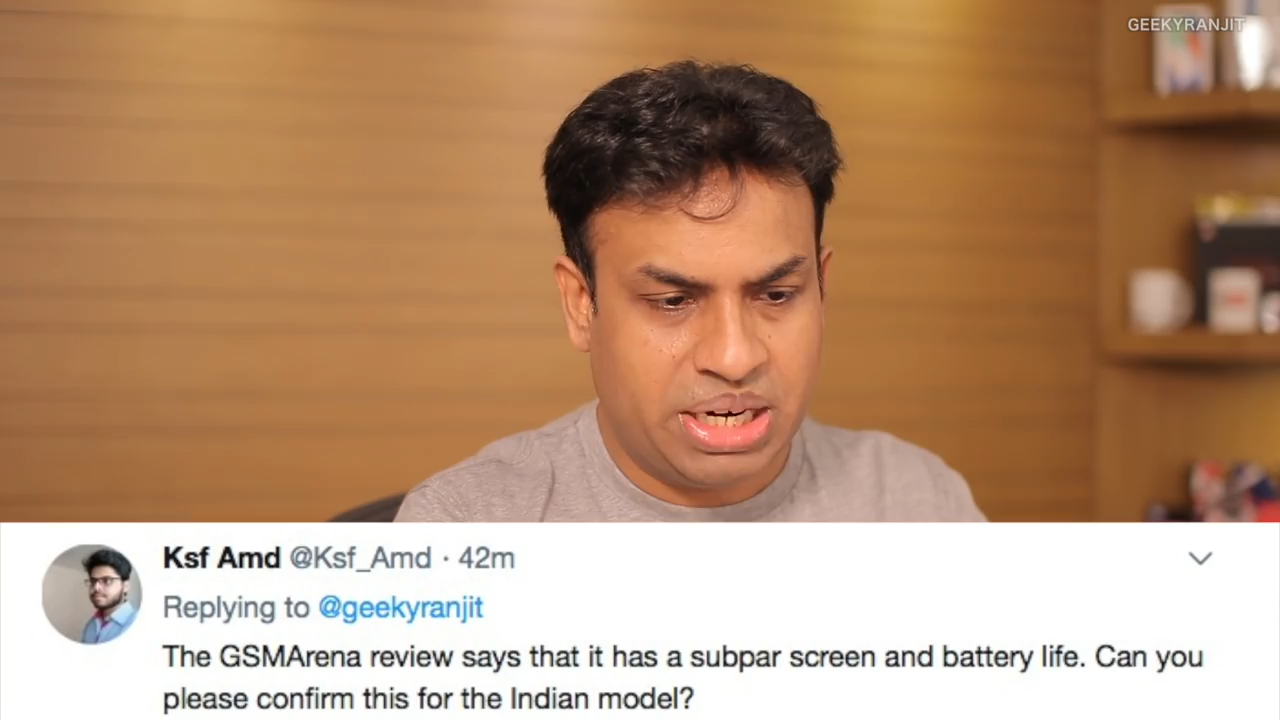 GEEKYRANJIT
Ksf Amd @Ksf_Amd · 42m
Replying to @geekyranjit
The GSMArena review says that it has a subpar screen and battery life. Can you
please confirm this for the Indian model?